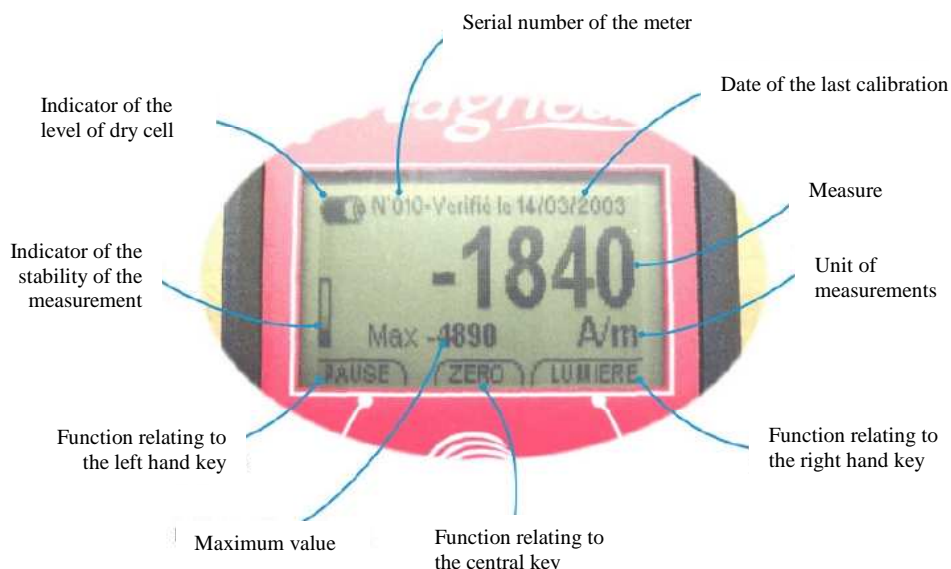 Serial number of the meter
Date of the last calibration
Indicator of the
level of dry cell
N°010-Verifié le 14/03/2003
Measure
-1840
Indicator of the
stability of the
measurement
Unit of
measurements
Max -1890
A/m
PAUSE
ZERO
LUMIERE
Function relating to
the left hand key
Function relating to
the right hand key
Maximum value
Function relating to
the central key